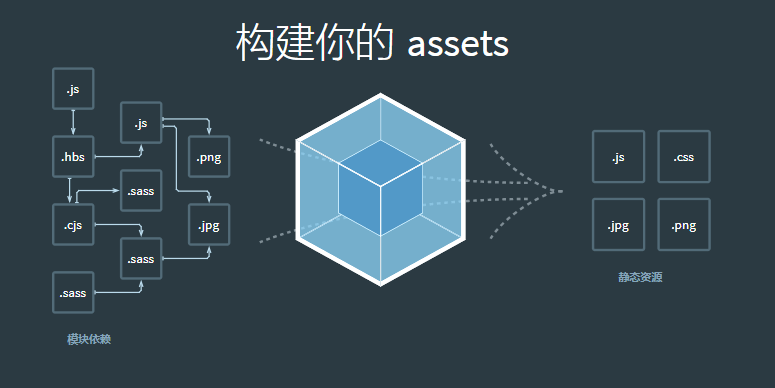 构建你的 assets
.js
.js
.hbs
.png
.sass
.cjs
.jpg
.sass
.sass
模块依赖
.js
.css
.jpg
.png
静态资源